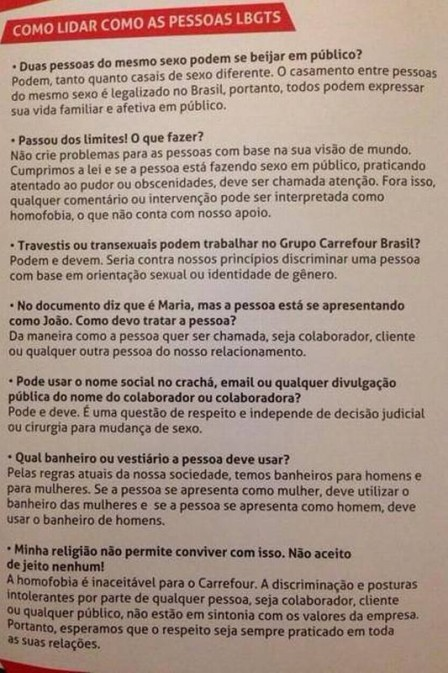 COMO LIDAR COMO AS PESSOAS LBGTS
• Duas pessoas do mesmo sexo podem se beijar em público?
Podem, tanto quanto casais de sexo diferente. O casamento entre pessoas
do mesmo sexo é legalizado no Brasil, portanto, todos podem expressar
sua vida familiar e afetiva em público.
• Passou dos limites! O que fazer?
Não crie problemas para as pessoas com base na sua visão de mundo.
Cumprimos a lei e se a pessoa está fazendo sexo em público, praticando
atentado ao pudor ou obscenidades, deve ser chamada atenção. Fora isso,
qualquer comentário ou intervenção pode ser interpretada como
homofobia, o que não conta com nosso apoio.
• Travestis ou transexuais podem trabalhar no Grupo Carrefour Brasil?
Podem e devem. Seria contra nossos princípios discriminar uma pessoa
com base em orientação sexual ou identidade de gênero.
• No documento diz que é Maria, mas a pessoa está se apresentando
como João. Como devo tratar a pessoa?
Da maneira como a pessoa quer ser chamada, seja colaborador, cliente
ou qualquer outra pessoa do nosso relacionamento.
• Pode usar o nome social no crachá, email ou qualquer divulgação
pública do nome do colaborador ou colaboradora?
Pode e deve. É uma questão de respeito e independe de decisão judicial
ou cirurgia para mudança de sexo.
• Qual banheiro ou vestiário a pessoa deve usar?
Pelas regras atuais da nossa sociedade, temos banheiros para homens e
para mulheres. Se a pessoa se apresenta como mulher, deve utilizar o
banheiro das mulheres e se a pessoa se apresenta como homem, deve
usar o banheiro de homens.
• Minha religião não permite conviver com isso. Não aceito
de jeito nenhum!
A homofobia é inaceitável para o Carrefour. A discriminação e posturas
intolerantes por parte de qualquer pessoa, seja colaborador, cliente
ou qualquer público, não estão em sintonia com os valores da empresa.
Portanto, esperamos que o respeito seja sempre praticado em toda
as suas relações.